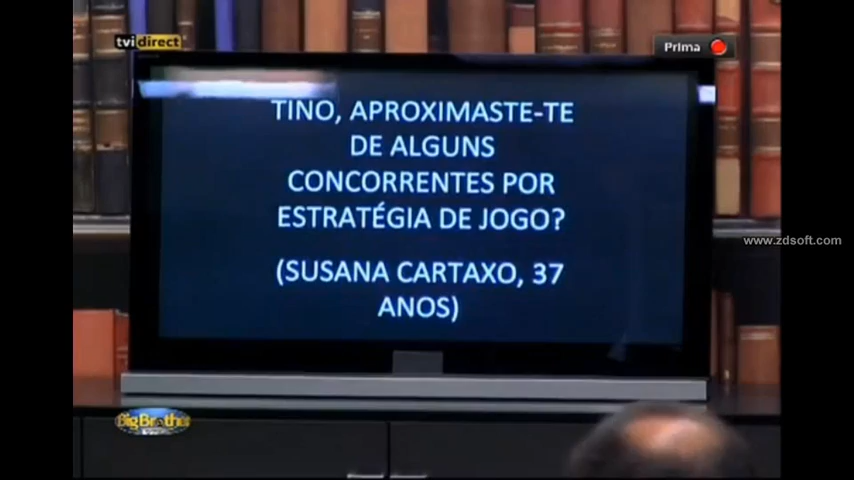 tvi direct
Prima
TINO, APROXIMASTE-TE
DE ALGUNS
CONCORRENTES POR
ESTRATÉGIA DE JOGO?
(SUSANA CARTAXO, 37
ANOS)
www.zdsoft.com
Big Brother